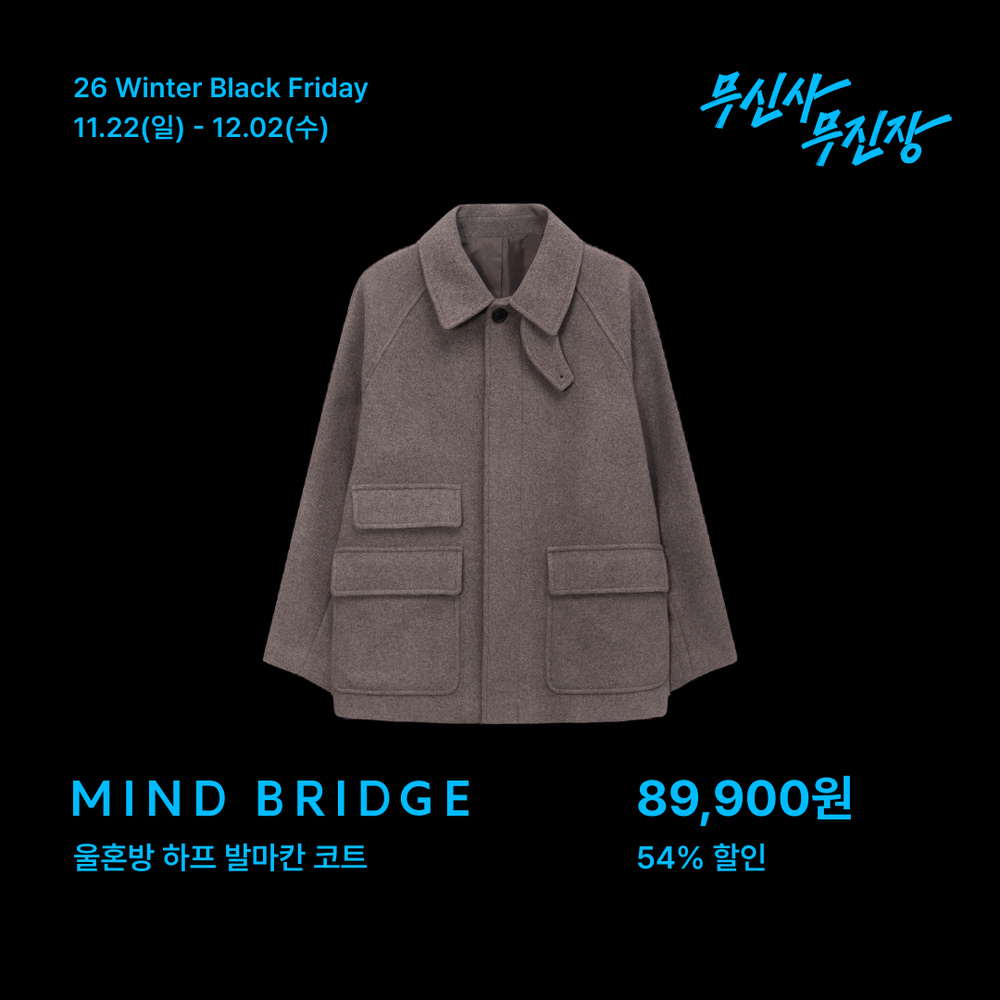 26 Winter Black Friday
11.22(일) - 12.02(수)
무신사
무진장
MIND BRIDGE
울혼방 하프 발마칸 코트
89,900원
54% 할인